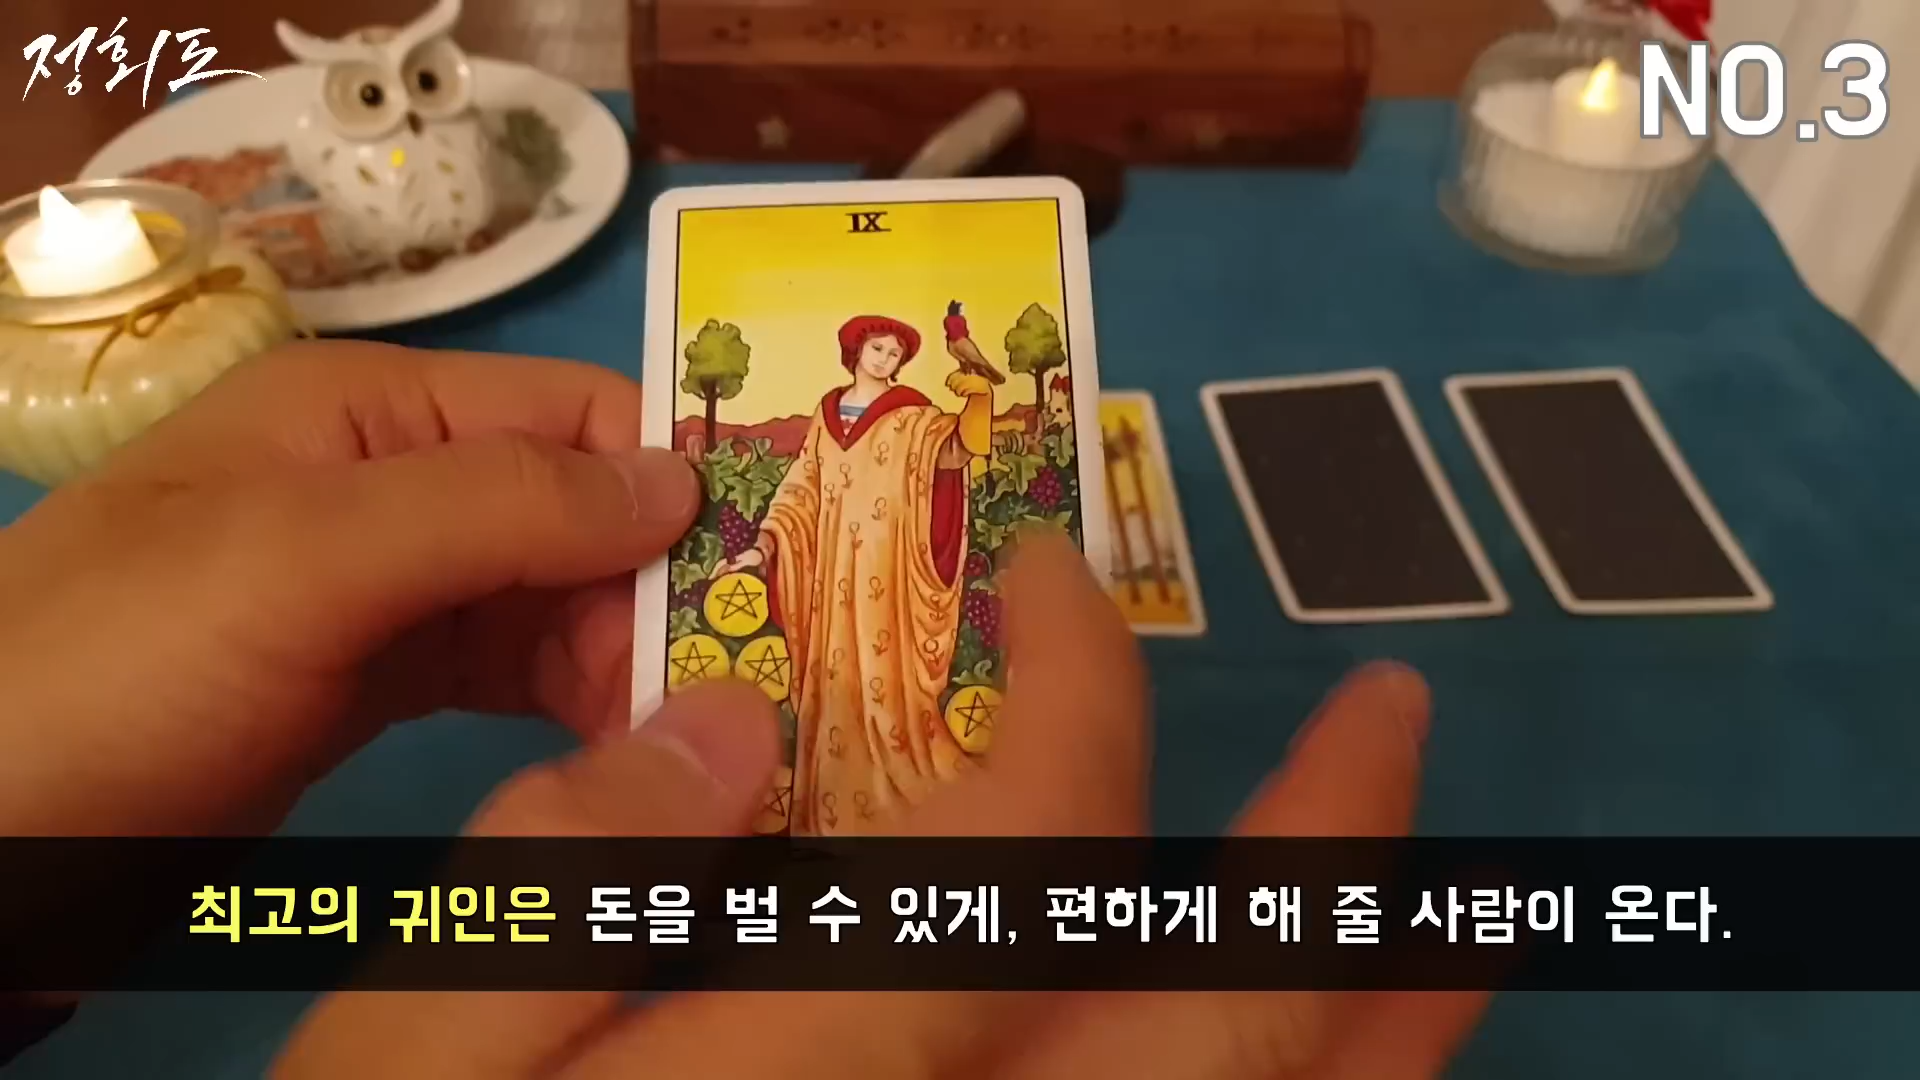 정회도
NO.3
IX
최고의 귀인은 돈을 벌 수 있게, 편하게 해 줄 사람이 온다.